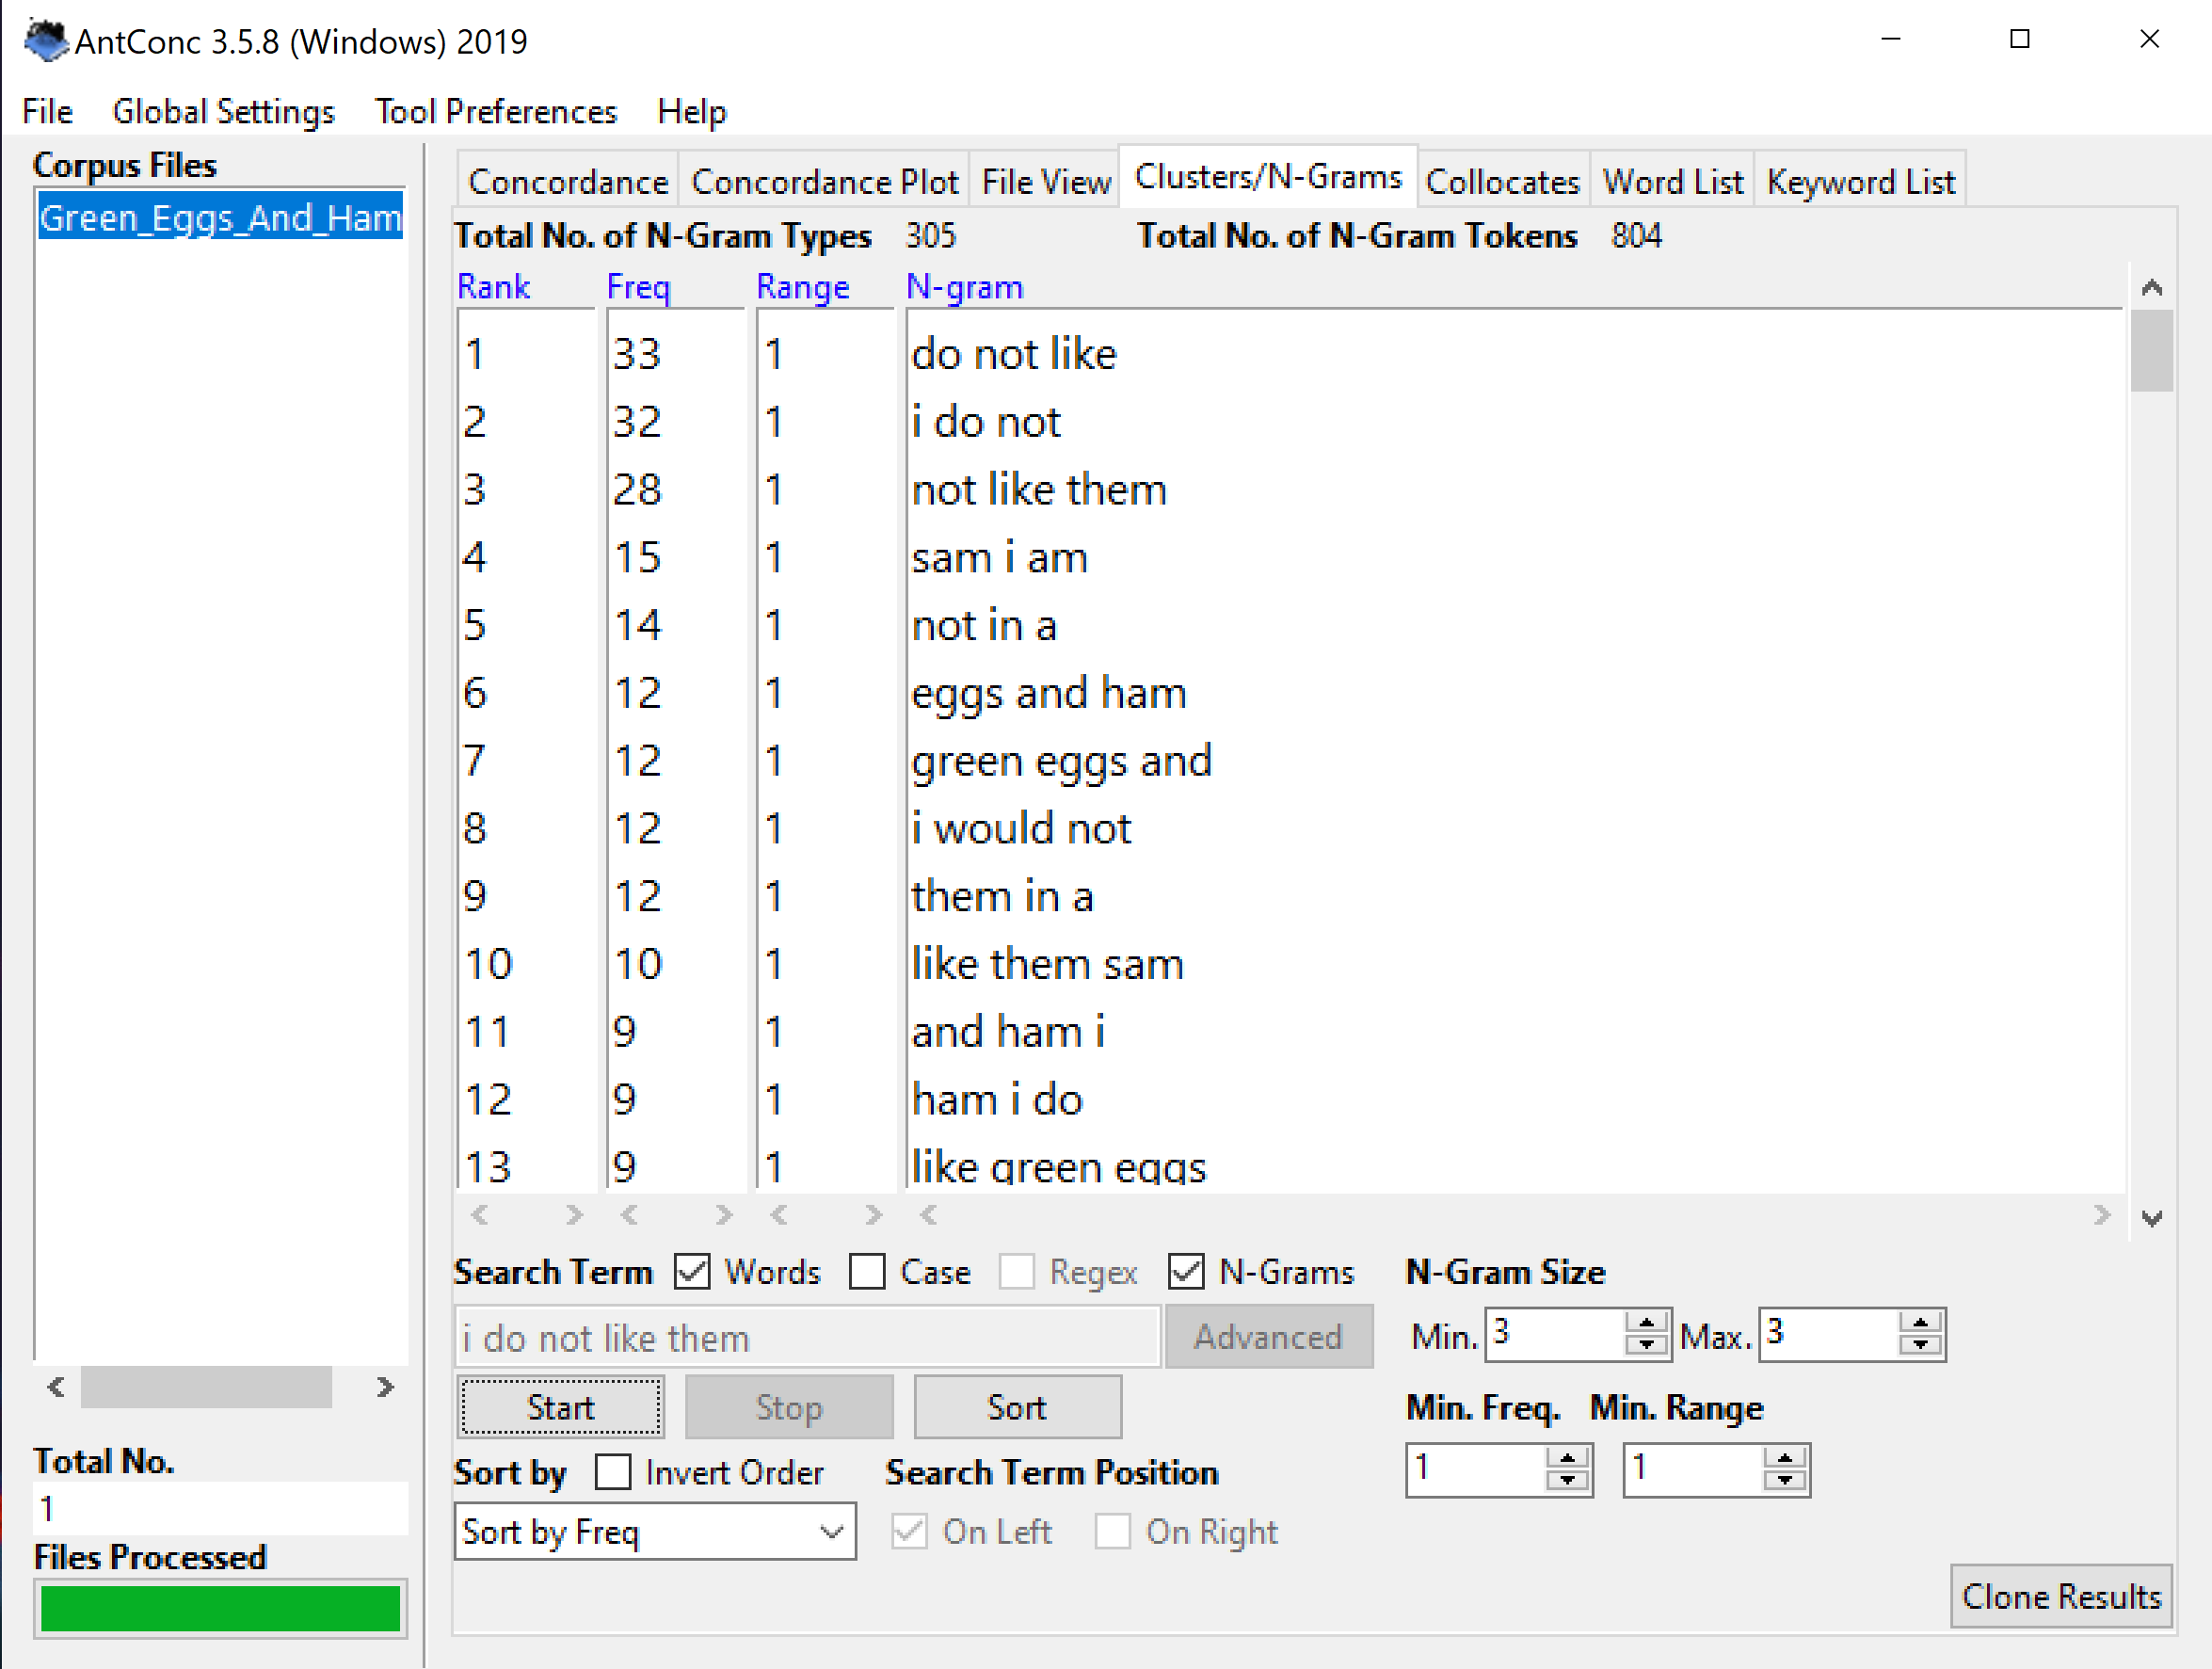 AntConc 3.5.8 (Windows) 2019
File Global Settings Tool Preferences Help
Corpus Files
Green_Eggs_And_Ham
Concordance Concordance Plot File View Clusters/N-Grams Collocates Word List Keyword List
Total No. of N-Gram Types 305 Total No. of N-Gram Tokens 804
Rank Freq Range N-gram
1 33 1 do not like
2 32 1 i do not
3 28 1 not like them
4 15 1 sam i am
5 14 1 not in a
6 12 1 eggs and ham
7 12 1 green eggs and
8 12 1 i would not
9 12 1 them in a
10 10 1 like them sam
11 9 1 and ham i
12 9 1 ham i do
13 9 1 like green eggs
Search Term Words Case Regex N-Grams N-Gram Size
i do not like them Advanced Min. 3 Max. 3
Start Stop Sort Min. Freq. Min. Range
Total No.
1
Sort by Invert Order Search Term Position 1 1
Sort by Freq On Left On Right
Files Processed
Clone Results